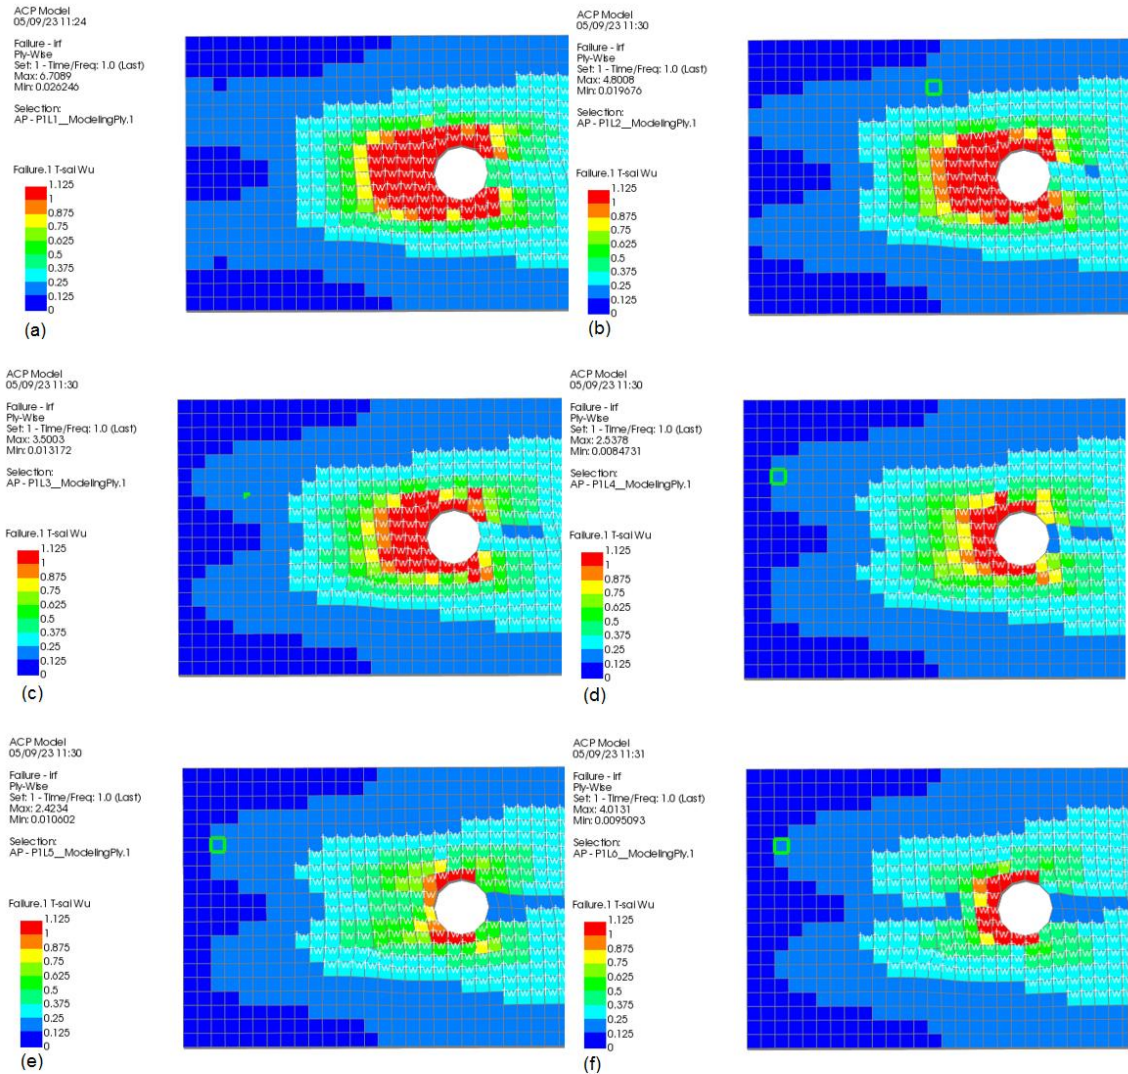 ACP Model
05/09/23 11:24
Failure - irf
Ply-Wise
Set: 1 - Time/Freq: 1.0 (Last)
Max: 6.7089
Min: 0.026246
Selection:
AP - P1L1__ModelingPly.1
Failure.1 T-sai Wu
1.125
1
0.875
0.75
0.625
0.5
0.375
0.25
0.125
0
(a)
ACP Model
05/09/23 11:30
Failure - irf
Ply-Wise
Set: 1 - Time/Freq: 1.0 (Last)
Max: 4.8008
Min: 0.019676
Selection:
AP - P1L2__ModelingPly.1
Failure.1 T-sai Wu
1.125
1
0.875
0.75
0.625
0.5
0.375
0.25
0.125
0
(b)
ACP Model
05/09/23 11:30
Failure - irf
Ply-Wise
Set: 1 - Time/Freq: 1.0 (Last)
Max: 3.5003
Min: 0.013172
Selection:
AP - P1L3__ModelingPly.1
Failure.1 T-sai Wu
1.125
1
0.875
0.75
0.625
0.5
0.375
0.25
0.125
0
(c)
ACP Model
05/09/23 11:30
Failure - irf
Ply-Wise
Set: 1 - Time/Freq: 1.0 (Last)
Max: 2.5378
Min: 0.0084731
Selection:
AP - P1L4__ModelingPly.1
Failure.1 T-sai Wu
1.125
1
0.875
0.75
0.625
0.5
0.375
0.25
0.125
0
(d)
ACP Model
05/09/23 11:30
Failure - irf
Ply-Wise
Set: 1 - Time/Freq: 1.0 (Last)
Max: 2.4234
Min: 0.010602
Selection:
AP - P1L5__ModelingPly.1
Failure.1 T-sai Wu
1.125
1
0.875
0.75
0.625
0.5
0.375
0.25
0.125
0
(e)
ACP Model
05/09/23 11:31
Failure - irf
Ply-Wise
Set: 1 - Time/Freq: 1.0 (Last)
Max: 4.0131
Min: 0.0095093
Selection:
AP - P1L6__ModelingPly.1
Failure.1 T-sai Wu
1.125
1
0.875
0.75
0.625
0.5
0.375
0.25
0.125
0
(f)